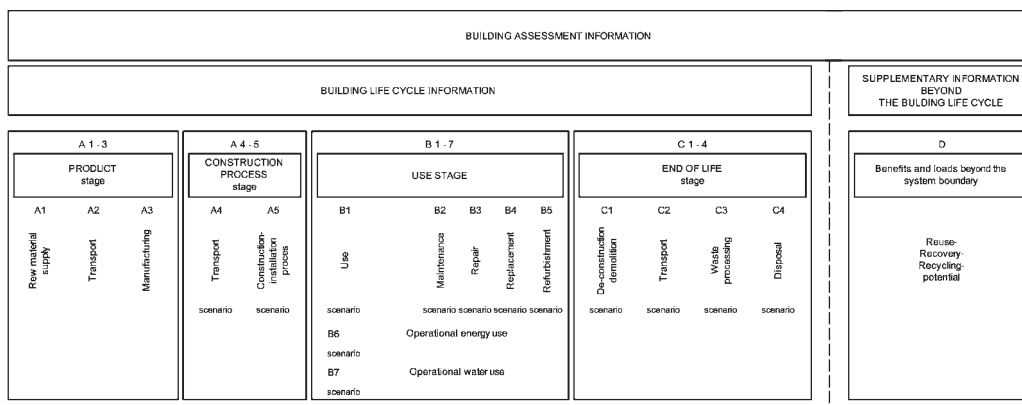 BUILDING ASSESSMENT INFORMATION
BUILDING LIFE CYCLE INFORMATION
SUPPLEMENTARY INFORMATION
BEYOND
THE BULDING LIFE CYCLE
A 1 - 3
PRODUCT
stage
A1
A2
A3
Rew material
supply
Transport
Manufacturing
A 4 - 5
CONSTRUCTION
PROCESS
stage
A4
A5
Transport
Construction-
installation
proces
scenario
scenario
B 1 - 7
USE STAGE
B1
B2
B3
B4
B5
Use
Maintenance
Repair
Replacement
Refurbishment
scenario
scenario scenario scenario scenario
B6
Operational energy use
scenario
B7
Operational water use
scenario
C 1 - 4
END OF LIFE
stage
C1
C2
C3
C4
De-construction
demolition
Transport
Waste
processing
Disposal
scenario
scenario
scenario
scenario
D
Benefits and loads beyond the
system boundary
Reuse-
Recovery-
Recycling-
potential